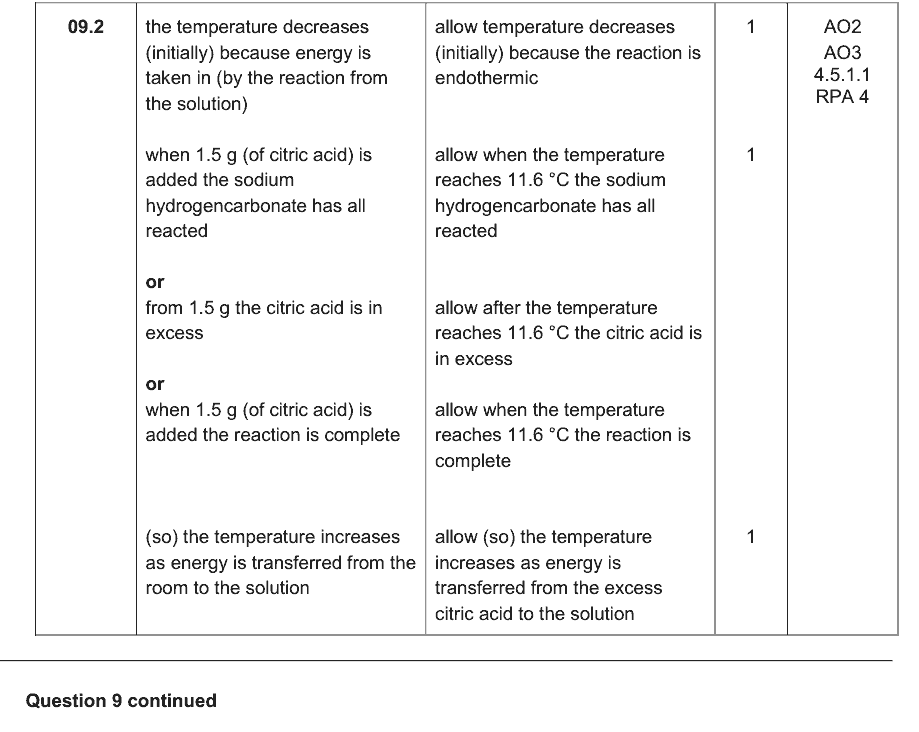 09.2
the temperature decreases
(initially) because energy is
taken in (by the reaction from
the solution)
allow temperature decreases
(initially) because the reaction is
endothermic
1
AO2
AO3
4.5.1.1
RPA 4
when 1.5 g (of citric acid) is
added the sodium
hydrogencarbonate has all
reacted
allow when the temperature
reaches 11.6 °C the sodium
hydrogencarbonate has all
reacted
1
or
from 1.5 g the citric acid is in
excess
allow after the temperature
reaches 11.6 °C the citric acid is
in excess
or
when 1.5 g (of citric acid) is
added the reaction is complete
allow when the temperature
reaches 11.6 °C the reaction is
complete
(so) the temperature increases
as energy is transferred from the
room to the solution
allow (so) the temperature
increases as energy is
transferred from the excess
citric acid to the solution
1
Question 9 continued